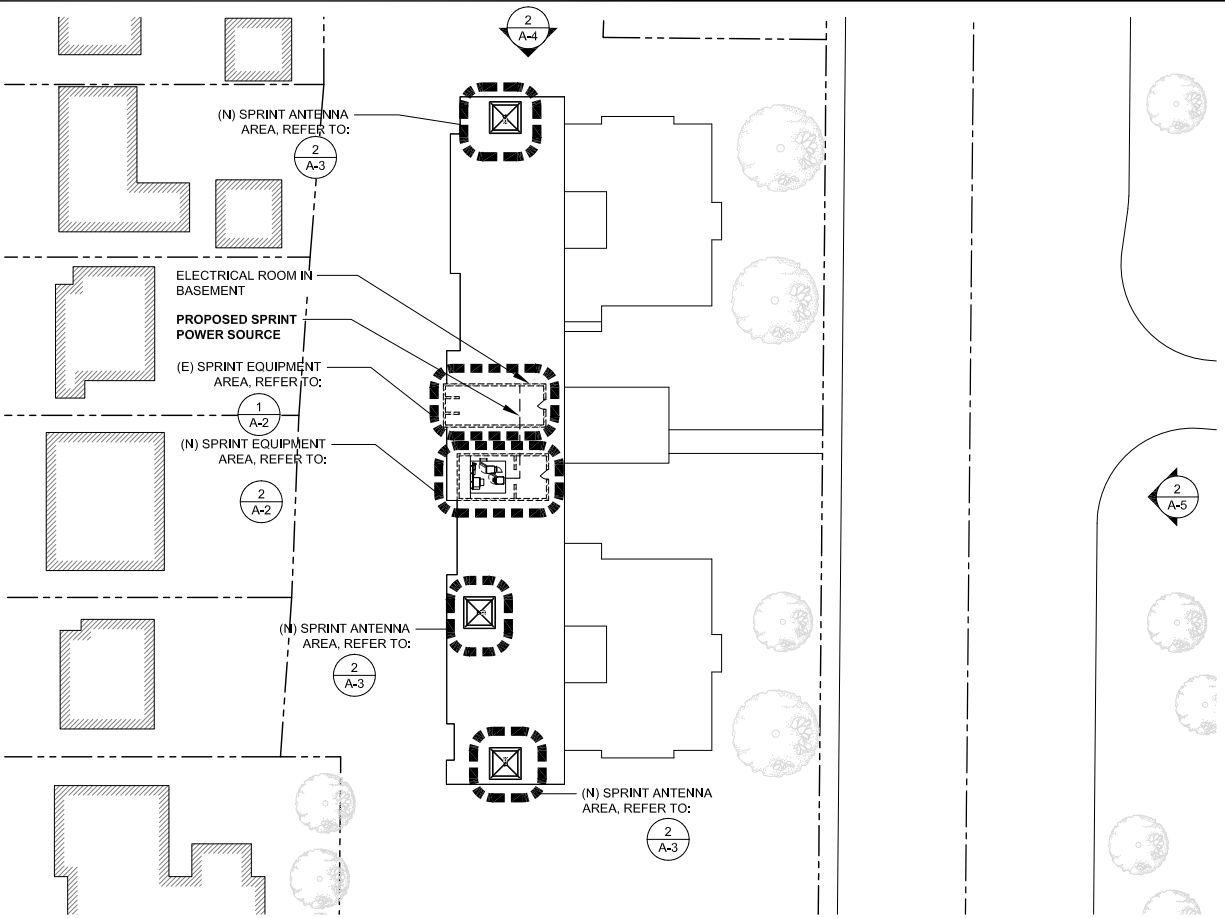 2
A-4
(N) SPRINT ANTENNA
AREA, REFER TO:
2
A-3
ELECTRICAL ROOM IN
BASEMENT
PROPOSED SPRINT
POWER SOURCE
(E) SPRINT EQUIPMENT
AREA, REFER TO:
1
A-2
(N) SPRINT EQUIPMENT
AREA, REFER TO:
2
A-2
2
A-5
(N) SPRINT ANTENNA
AREA, REFER TO:
2
A-3
(N) SPRINT ANTENNA
AREA, REFER TO:
2
A-3